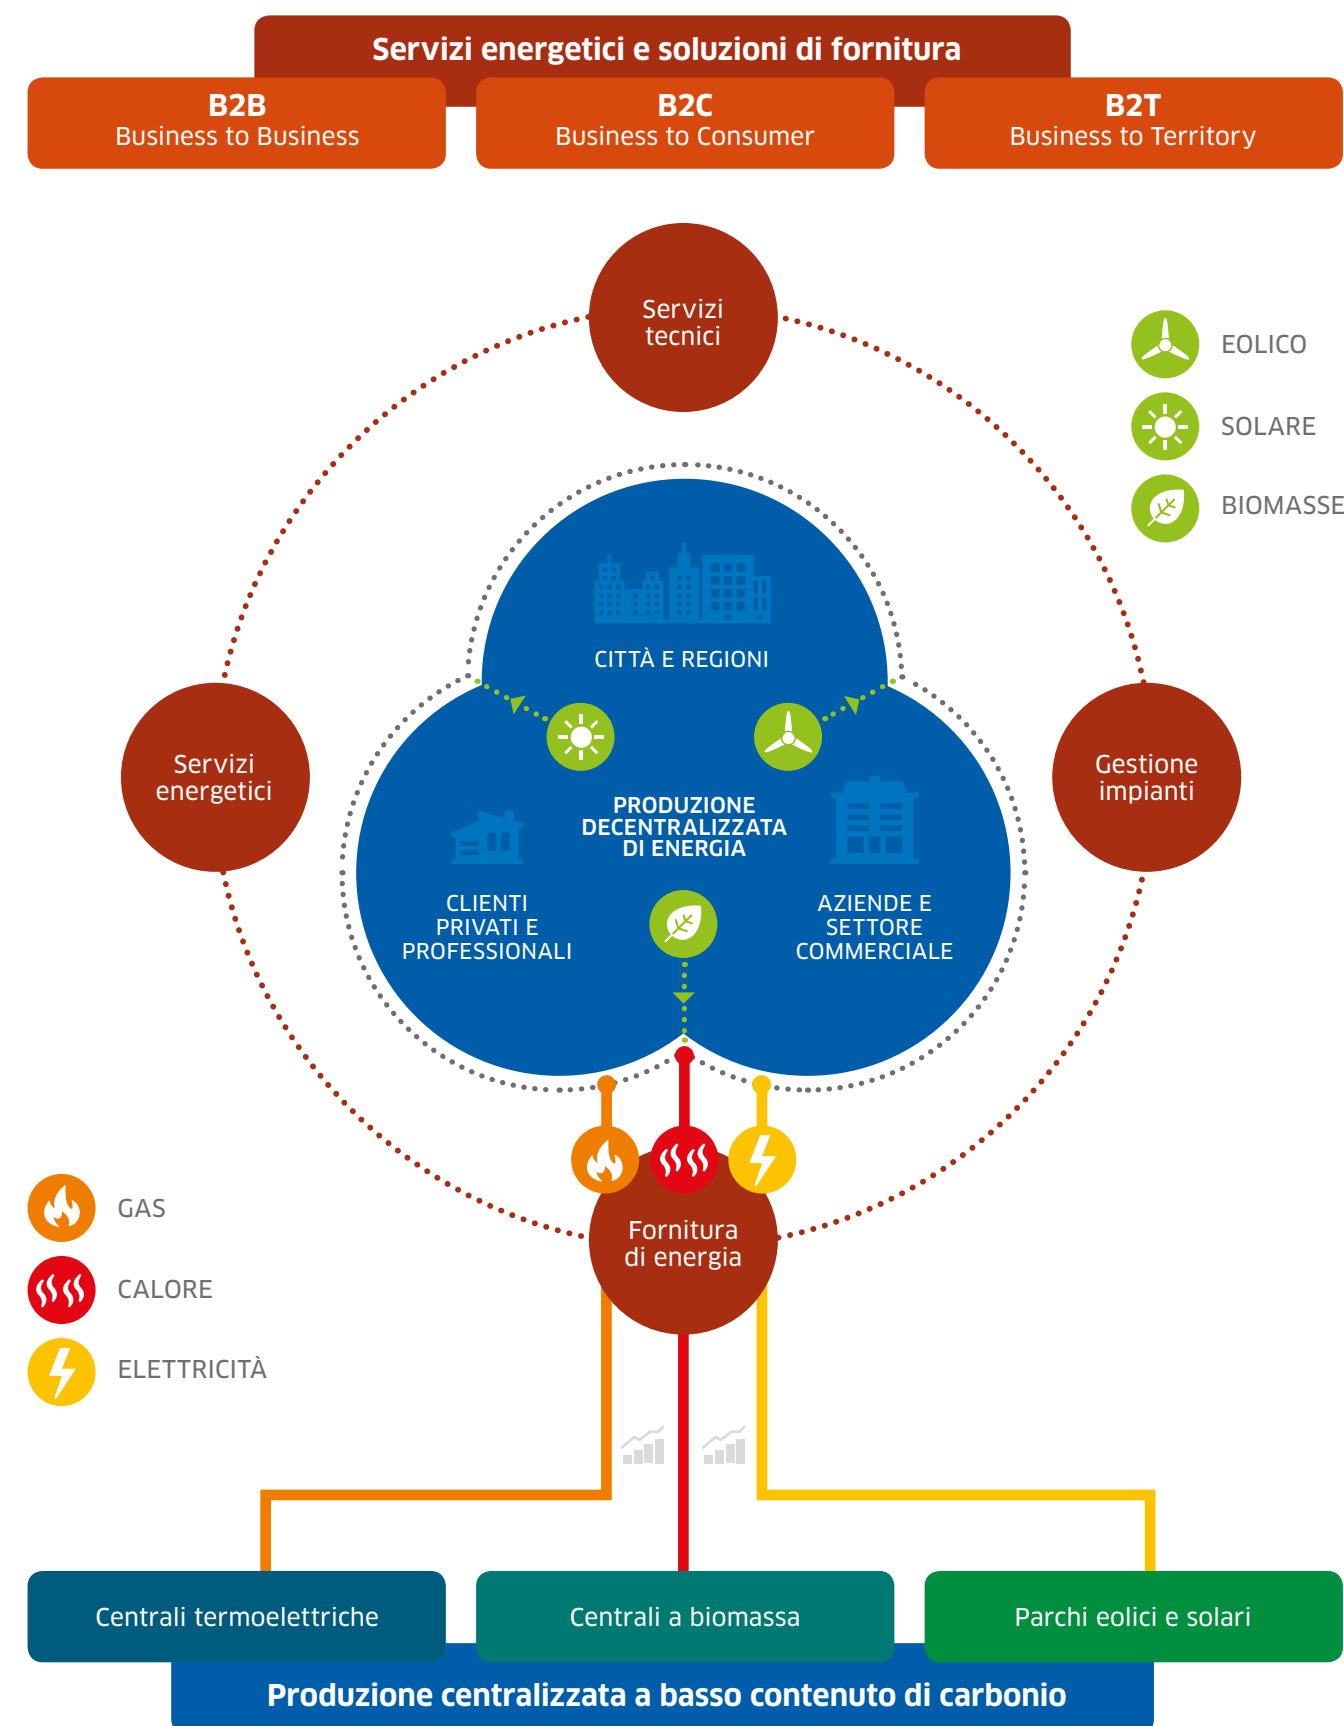 Servizi energetici e soluzioni di fornitura
B2B
Business to Business
B2C
Business to Consumer
B2T
Business to Territory
Servizi
tecnici
EOLICO
SOLARE
BIOMASSE
CITTÀ E REGIONI
Servizi
energetici
Gestione
impianti
PRODUZIONE
DECENTRALIZZATA
DI ENERGIA
CLIENTI
PRIVATI E
PROFESSIONALI
AZIENDE E
SETTORE
COMMERCIALE
GAS
CALORE
ELETTRICITÀ
Fornitura
di energia
Centrali termoelettriche
Centrali a biomassa
Parchi eolici e solari
Produzione centralizzata a basso contenuto di carbonio